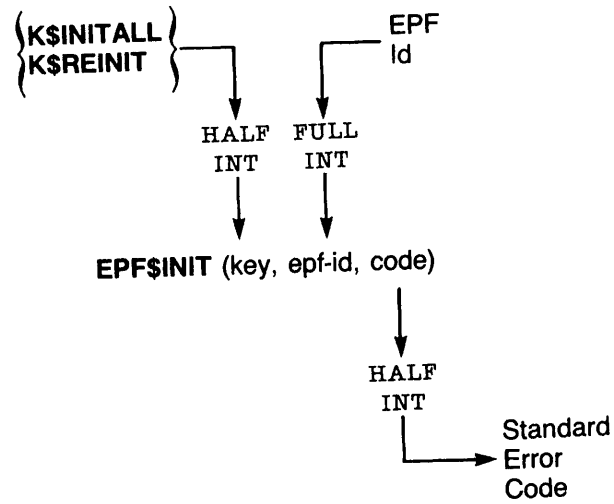 K$INITALL
K$REINIT
EPF
Id
HALF
INT
FULL
INT
EPF$INIT (key, epf-id, code)
HALF
INT
Standard
Error
Code